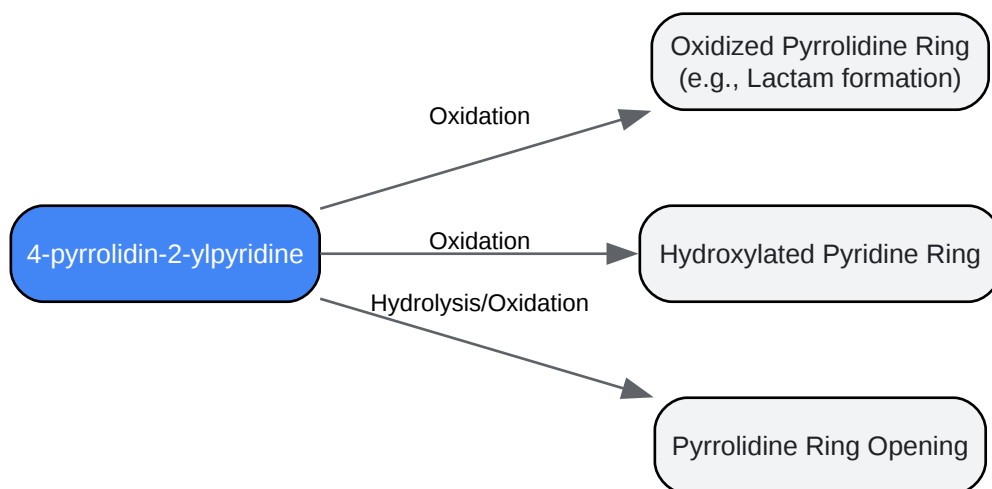 Oxidized Pyrrolidine Ring
(e.g., Lactam formation)
Oxidation
4-pyrrolidin-2-ylpyridine
Oxidation
Hydroxylated Pyridine Ring
Hydrolysis/Oxidation
Pyrrolidine Ring Opening